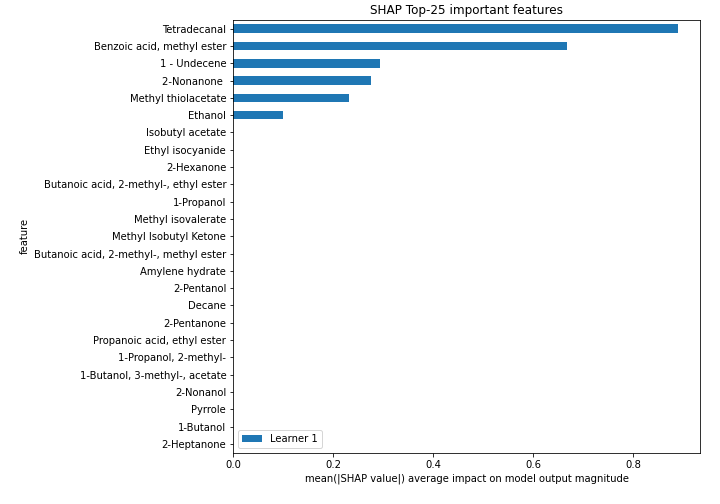 SHAP Top-25 important features
Tetradecanal
Benzoic acid, methyl ester
1 - Undecene
2-Nonanone
Methyl thiolacetate
Ethanol
Isobutyl acetate
Ethyl isocyanide
2-Hexanone
Butanoic acid, 2-methyl-, ethyl ester
1-Propanol
Methyl isovalerate
Methyl Isobutyl Ketone
Butanoic acid, 2-methyl-, methyl ester
Amylene hydrate
2-Pentanol
Decane
2-Pentanone
Propanoic acid, ethyl ester
1-Propanol, 2-methyl-
1-Butanol, 3-methyl-, acetate
2-Nonanol
Pyrrole
1-Butanol
2-Heptanone
feature
Learner 1
0.0 0.2 0.4 0.6 0.8
mean(|SHAP value|) average impact on model output magnitude